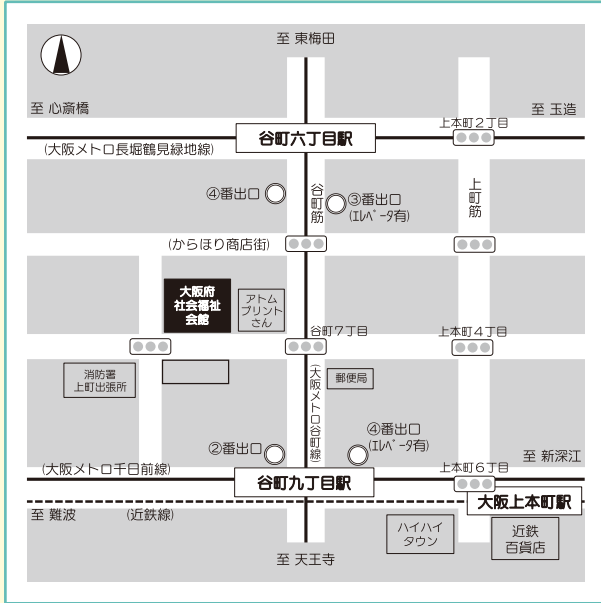 至 東梅田
至 心斎橋
至 玉造
上本町2丁目
谷町六丁目駅
(大阪メトロ長堀鶴見緑地線)
④番出口
谷町筋
③番出口
(エレベータ有)
上町筋
(からほり商店街)
大阪府
社会福祉
会館
アトム
プリント
さん
谷町7丁目
上本町4丁目
消防署
上町出張所
(大阪メトロ谷町線)
郵便局
②番出口
④番出口
(エレベータ有)
至 新深江
(大阪メトロ千日前線)
上本町6丁目
谷町九丁目駅
大阪上本町駅
至 難波
(近鉄線)
ハイハイ
タウン
近鉄
百貨店
至 天王寺